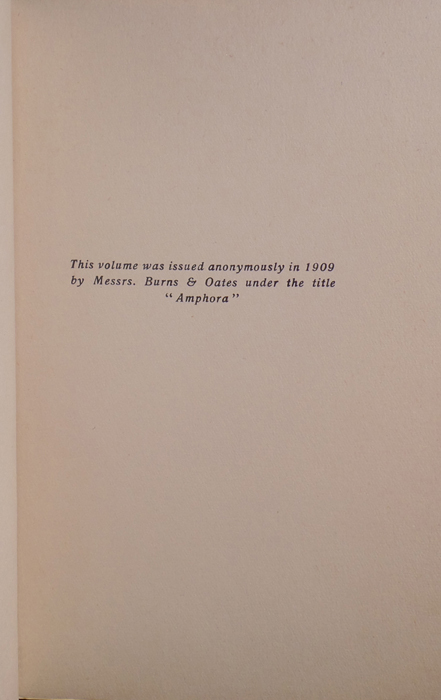 This volume was issued anonymously in 1909
by Messrs. Burns & Oates under the title
“Amphora”